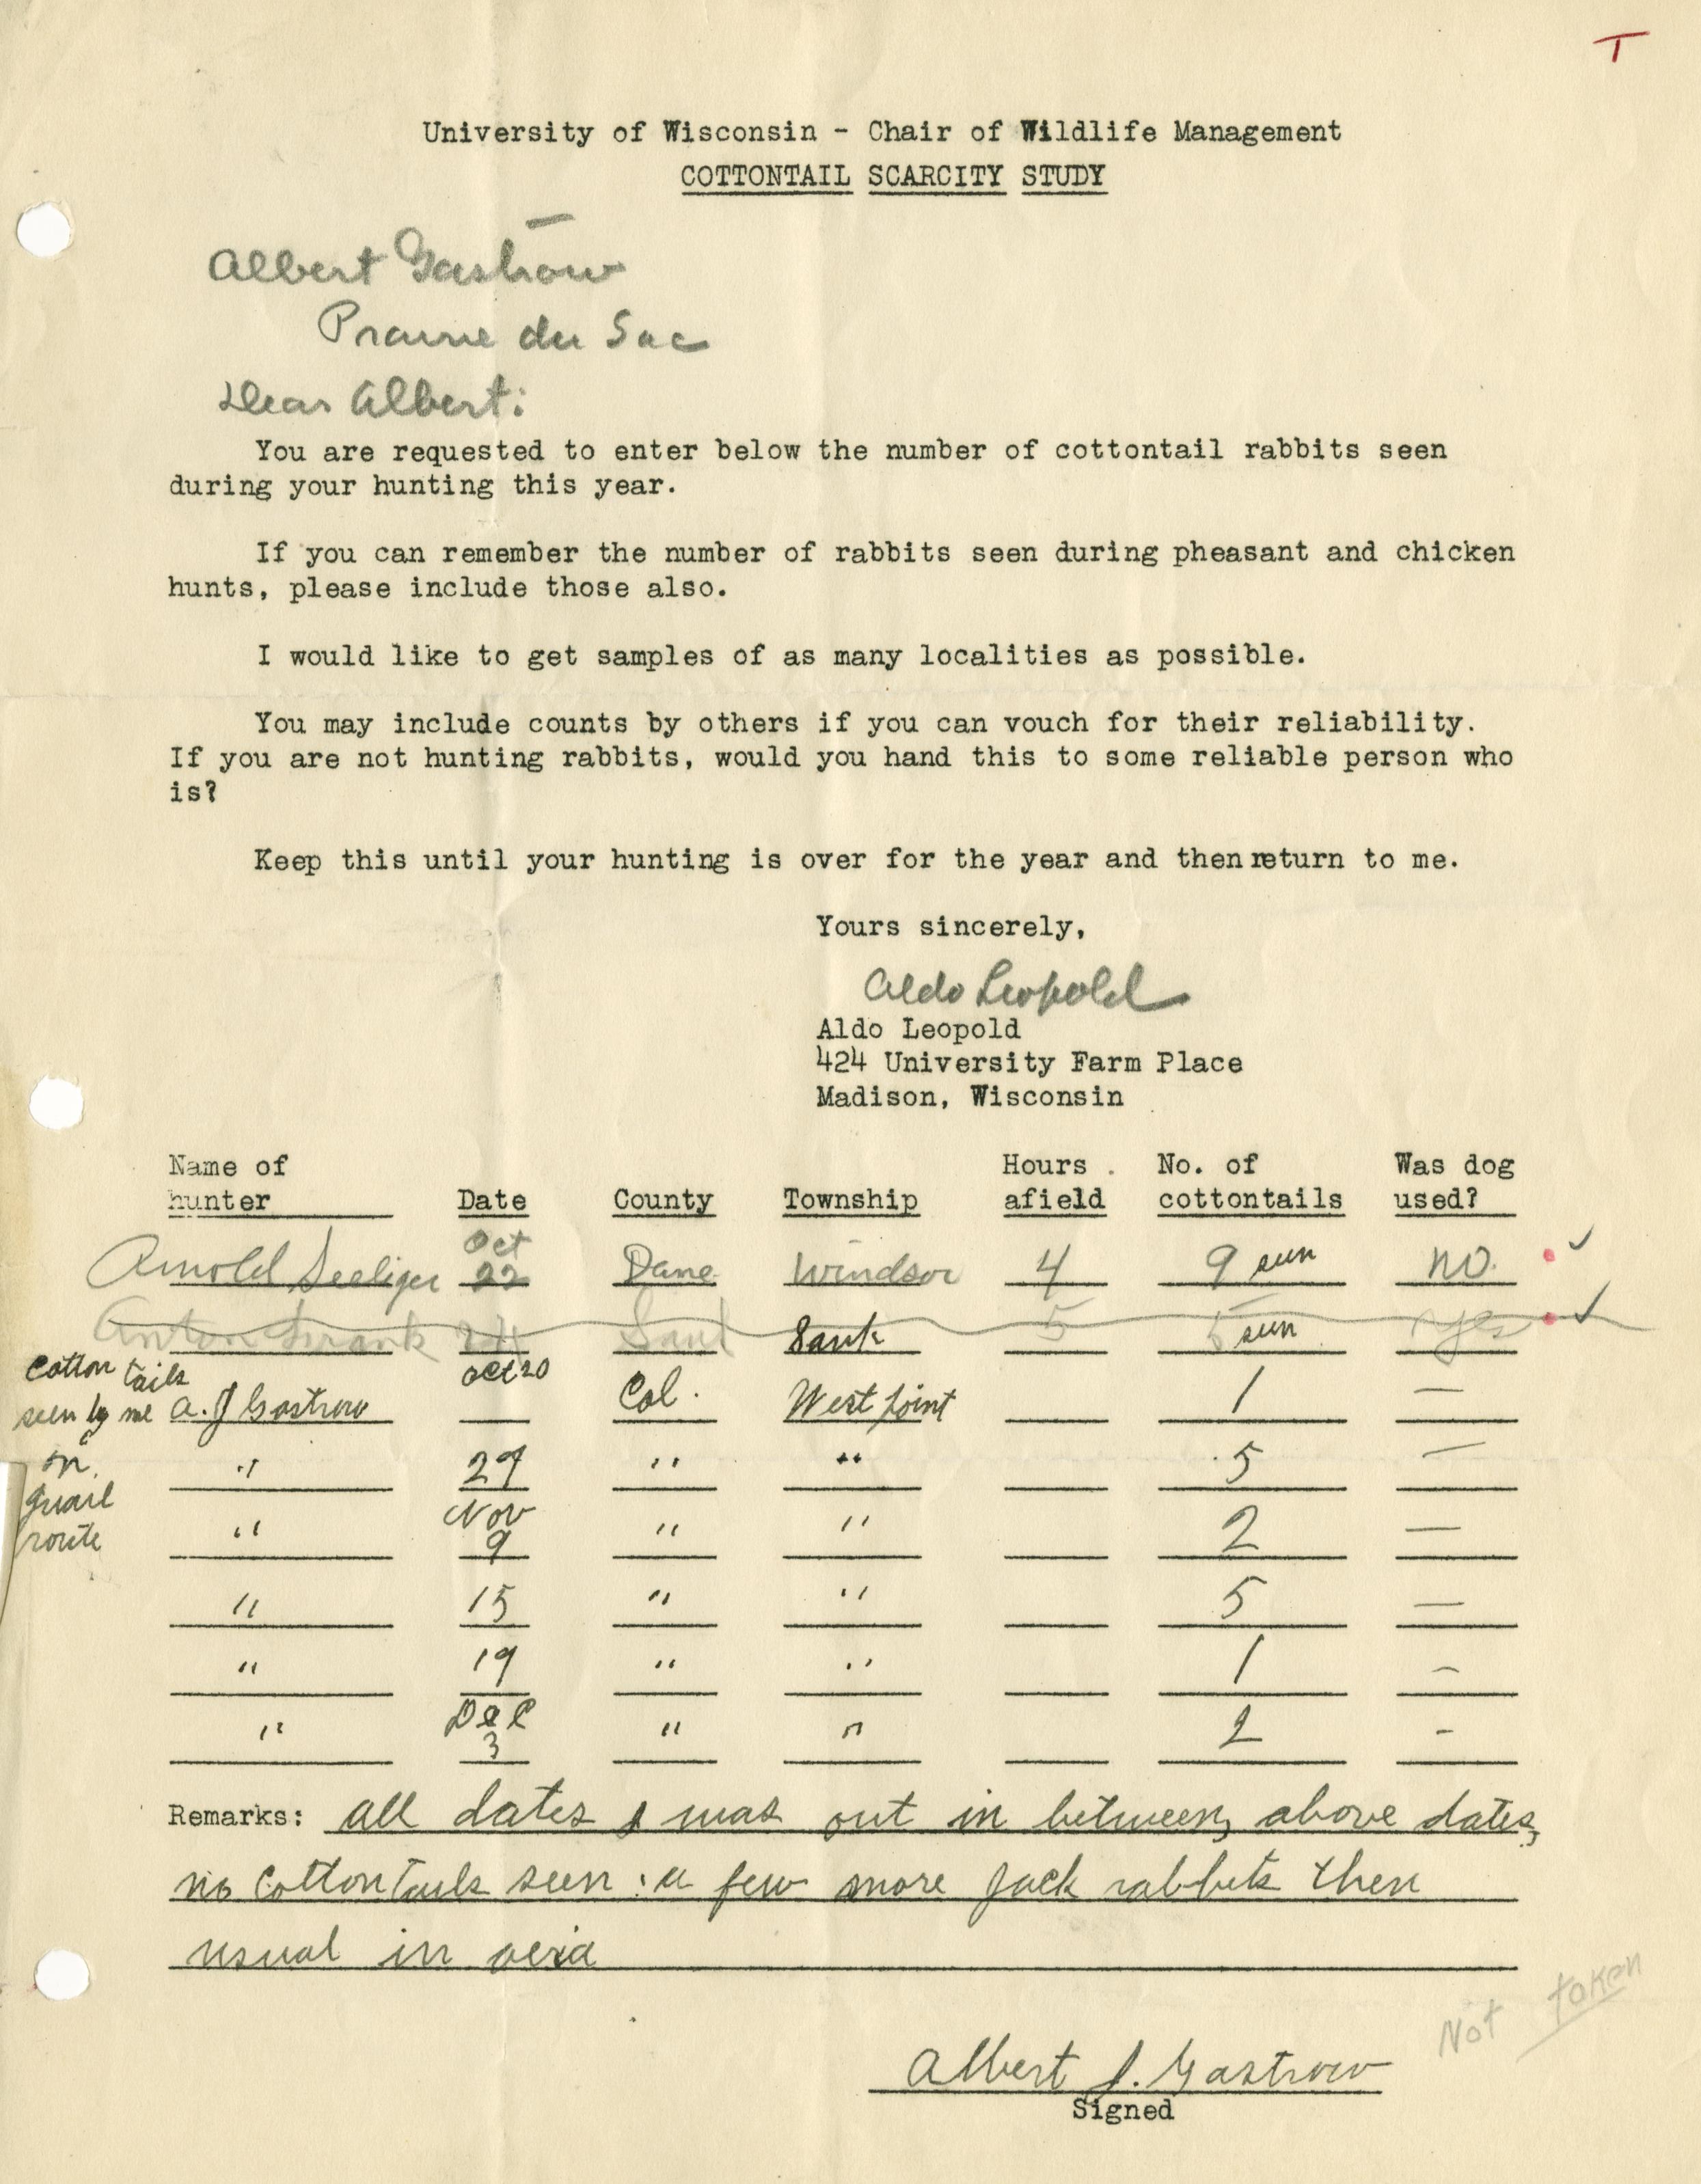 T
University of Wisconsin - Chair of Wildlife Management
COTTONTAIL SCARCITY STUDY
Albert Gastrow
Prairie du Sac
Dear Albert:
You are requested to enter below the number of cottontail rabbits seen
during your hunting this year.
If you can remember the number of rabbits seen during pheasant and chicken
hunts, please include those also.
I would like to get samples of as many localities as possible.
You may include counts by others if you can vouch for their reliability.
If you are not hunting rabbits, would you hand this to some reliable person who
is?
Keep this until your hunting is over for the year and then return to me.
Yours sincerely,
Aldo Leopold
Aldo Leopold
424 University Farm Place
Madison, Wisconsin
Name of hunter Date County Township Hours afield No. of cottontails Was dog used?
Arnold Seeliger Oct 22 Dane Windsor 4 9 seen NO.
Anton 24 Sauk Sauk 5 5 seen yes
cotton tails seen by me on quail route
A. J Gastrow Oct 20 Col. West point 1 —
" 29 " " 5 —
" Nov 9 " " 2 —
" 15 " " 5 —
" 19 " " 1 —
" Dec 3 " " 2 -
Remarks: all dates I was out in between, above dates,
no cottontails seen : a few more jack rabbits then
usual in
Not taken
Albert J. Gastrow
Signed